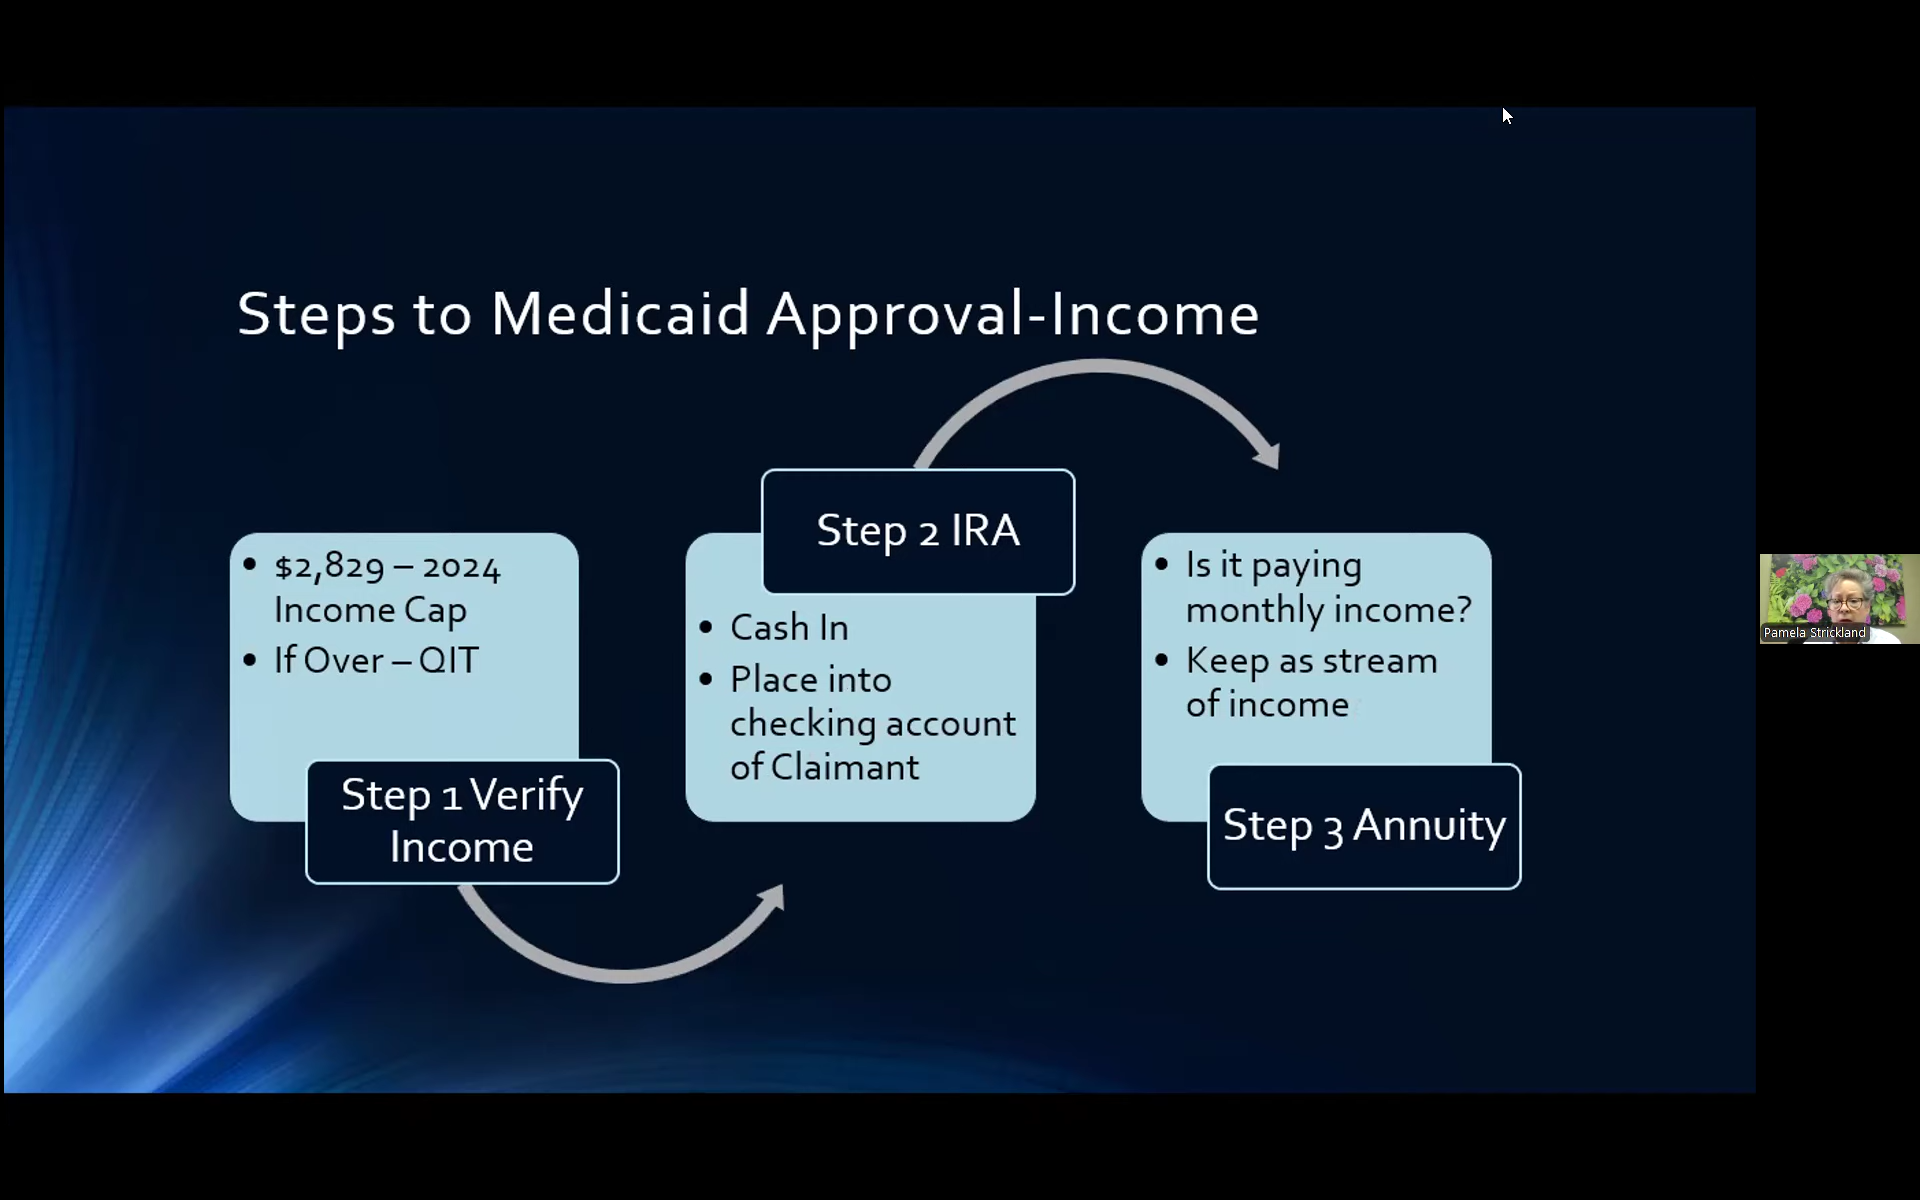 Steps to Medicaid Approval-Income
• $2,829 – 2024
Income Cap
• If Over – QIT
Step 1 Verify
Income
Step 2 IRA
• Cash In
• Place into
checking account
of Claimant
• Is it paying
monthly income?
• Keep as stream
of income
Step 3 Annuity
Pamela Strickland